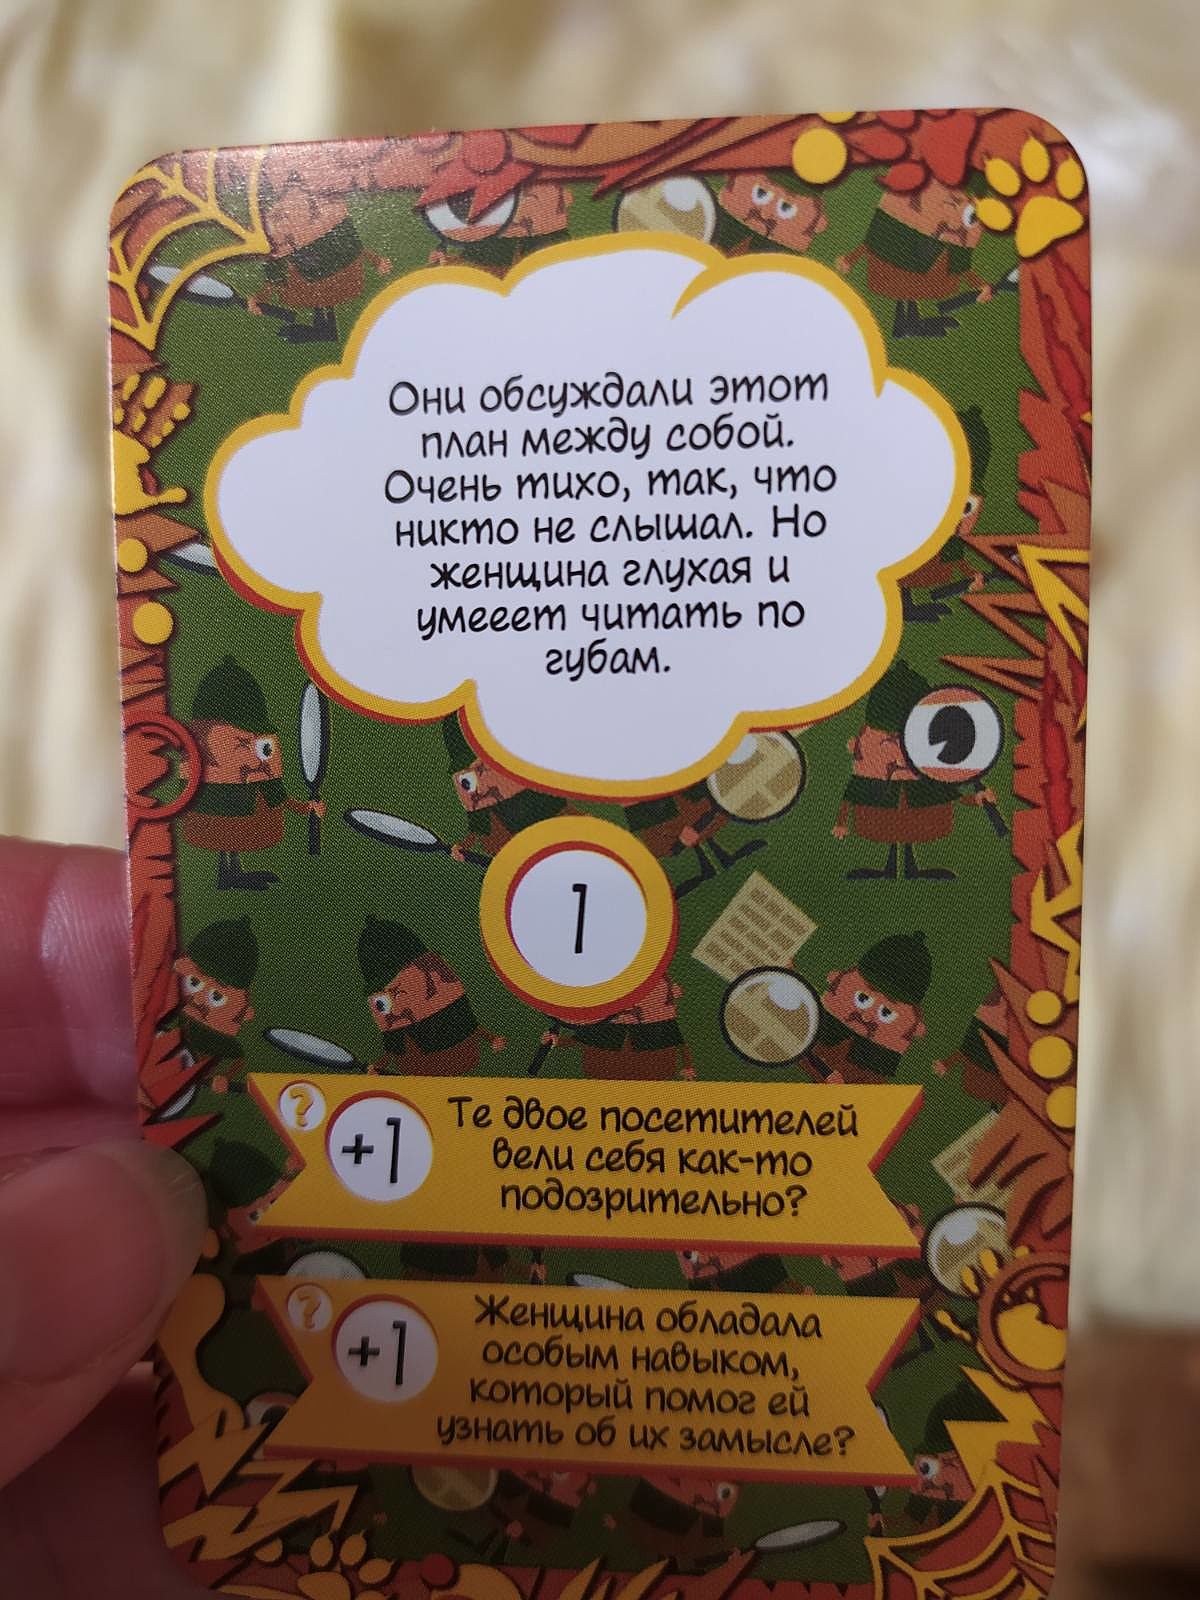 Они обсуждали этот
план между собой.
Очень тихо, так, что
никто не слышал. Но
женщина глухая и
умееет читать по
губам.
1
? +1
Те двое посетителей
вели себя как-то
подозрительно?
? +1
Женщина обладала
особым навыком,
который помог ей
узнать об их замысле?